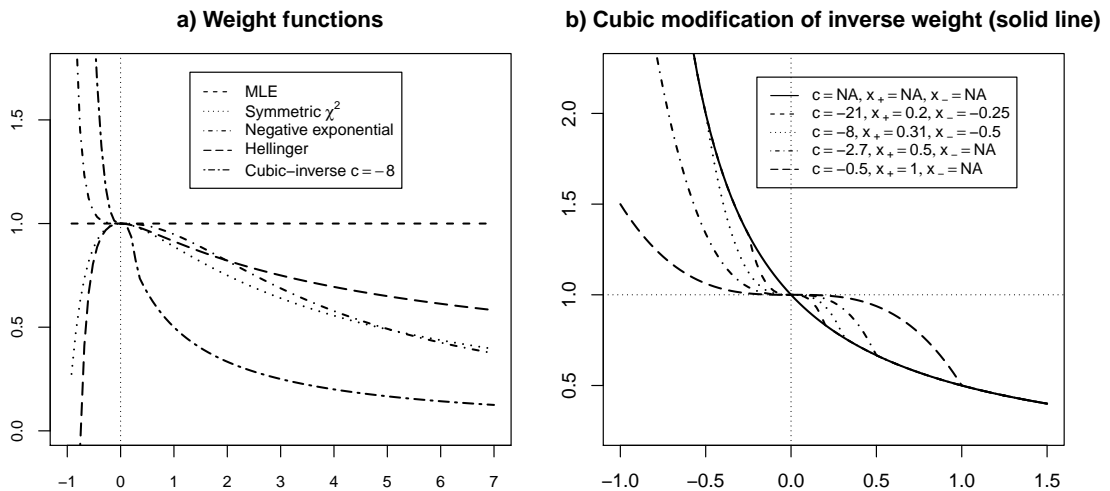 a) Weight functions
MLE
Symmetric χ²
Negative exponential
Hellinger
Cubic−inverse c = −8
1.5
1.0
0.5
0.0
−1 0 1 2 3 4 5 6 7
b) Cubic modification of inverse weight (solid line)
c = NA, x₊ = NA, x₋ = NA
c = −21, x₊ = 0.2, x₋ = −0.25
c = −8, x₊ = 0.31, x₋ = −0.5
c = −2.7, x₊ = 0.5, x₋ = NA
c = −0.5, x₊ = 1, x₋ = NA
2.0
1.5
1.0
0.5
−1.0 −0.5 0.0 0.5 1.0 1.5